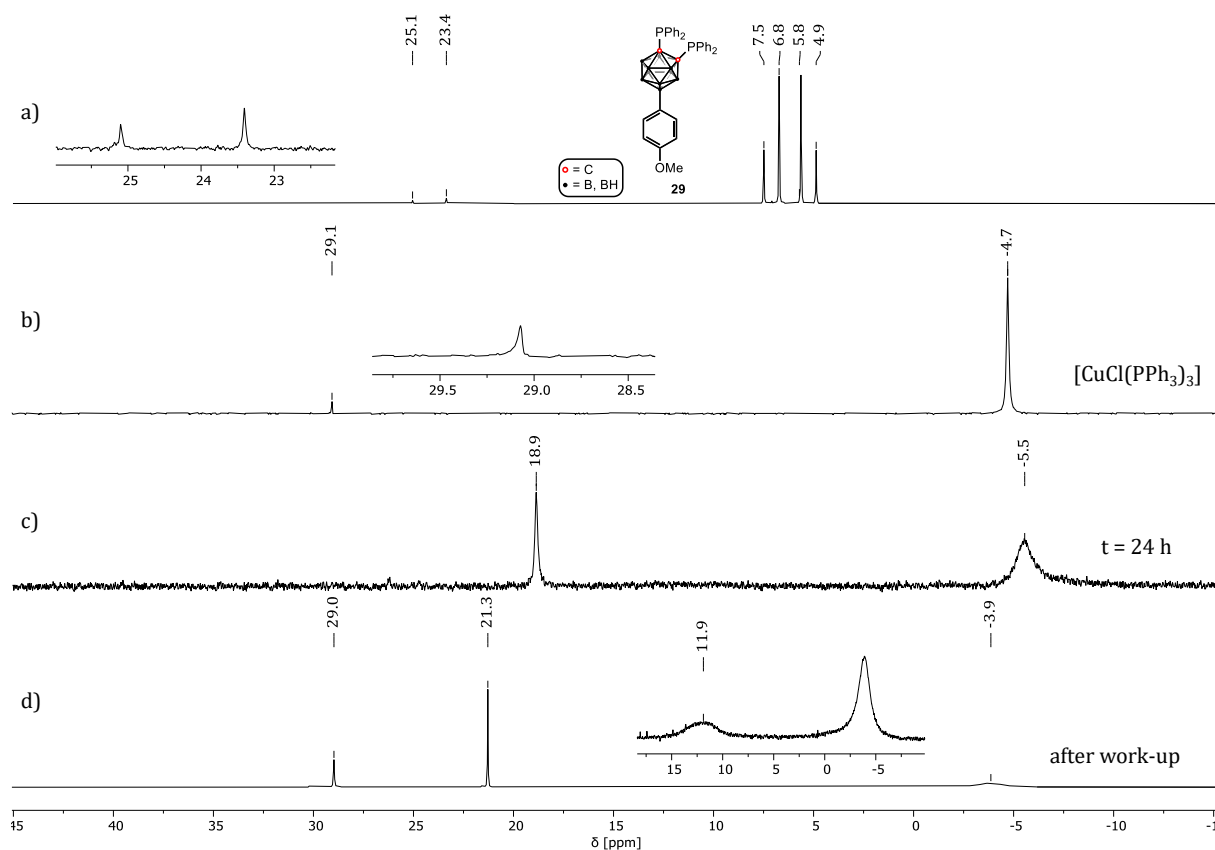 25.1 23.4 7.5 6.8 5.8 4.9
PPh₂
PPh₂
a)
OMe
29
= C
= B, BH
25 24 23
29.1 -4.7
b)
29.5 29.0 28.5
[CuCl(PPh₃)₃]
18.9 -5.5
c)
t = 24 h
29.0 21.3 11.9 -3.9
d)
15 10 5 0 -5
after work-up
45 40 35 30 25 20 15 10 5 0 -5 -10 -1
δ [ppm]